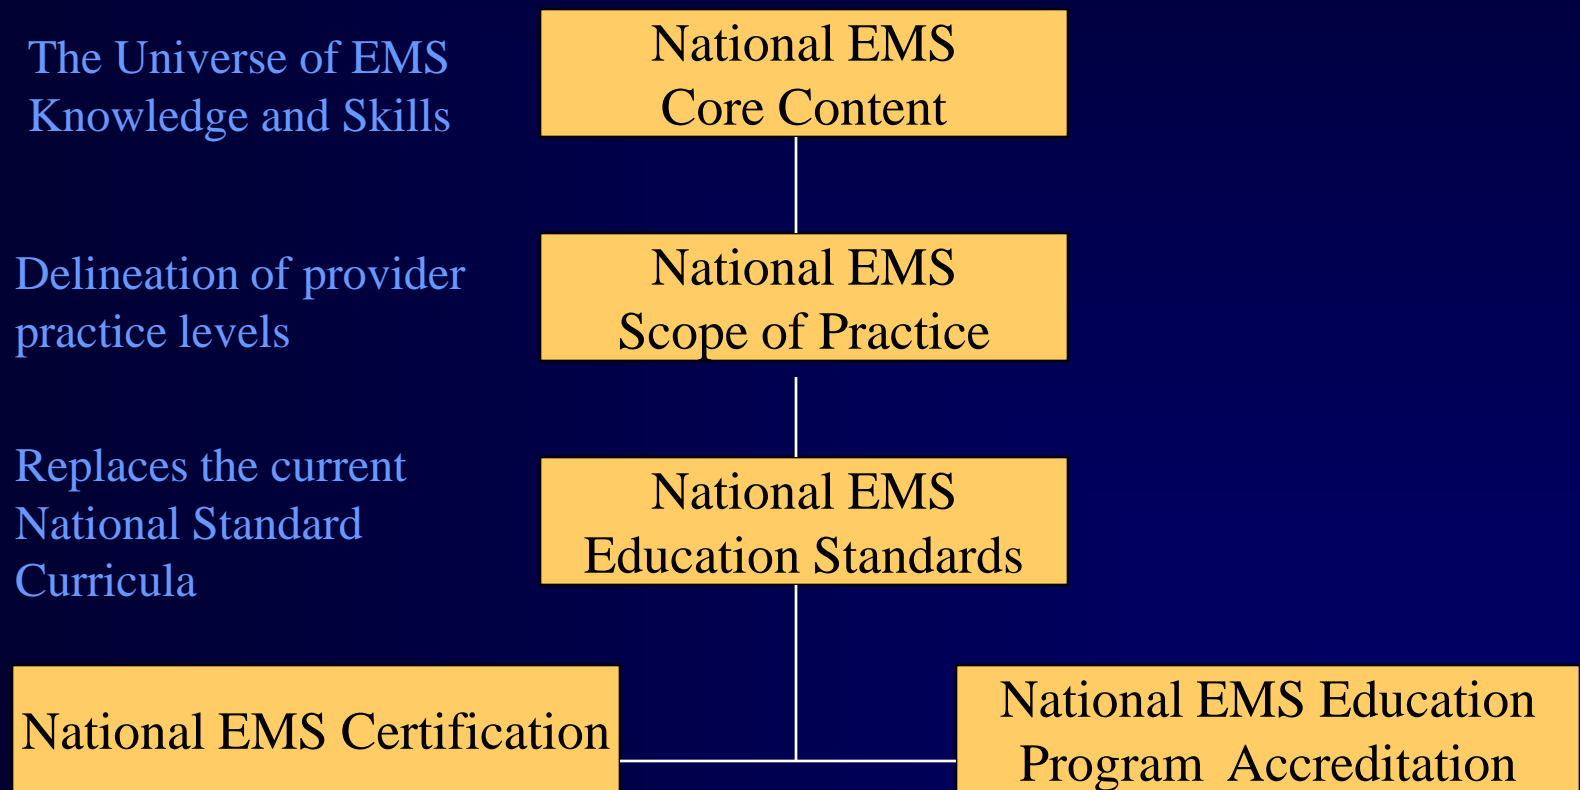 The Universe of EMS
Knowledge and Skills
National EMS
Core Content
Delineation of provider
practice levels
National EMS
Scope of Practice
Replaces the current
National Standard
Curricula
National EMS
Education Standards
National EMS Certification
National EMS Education
Program Accreditation